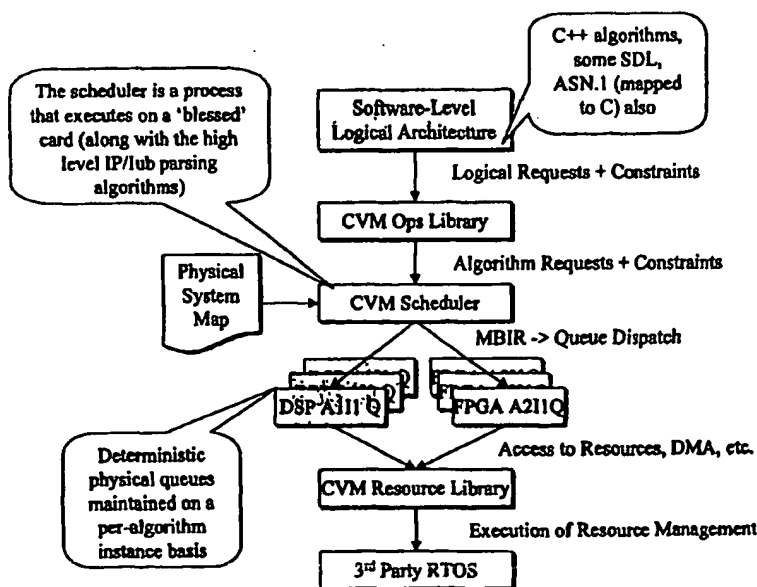 C++ algorithms,
some SDL,
ASN.1 (mapped
to C) also
The scheduler is a process
that executes on a 'blessed'
card (along with the high
level IP/Iub parsing
algorithms)
Software-Level
Logical Architecture
Logical Requests + Constraints
CVM Ops Library
Algorithm Requests + Constraints
Physical
System
Map
CVM Scheduler
MBIR -> Queue Dispatch
DSP A1I1 Q
FPGA A2I1Q
Access to Resources, DMA, etc.
Deterministic
physical queues
maintained on a
per-algorithm
instance basis
CVM Resource Library
Execution of Resource Management
3rd Party RTOS